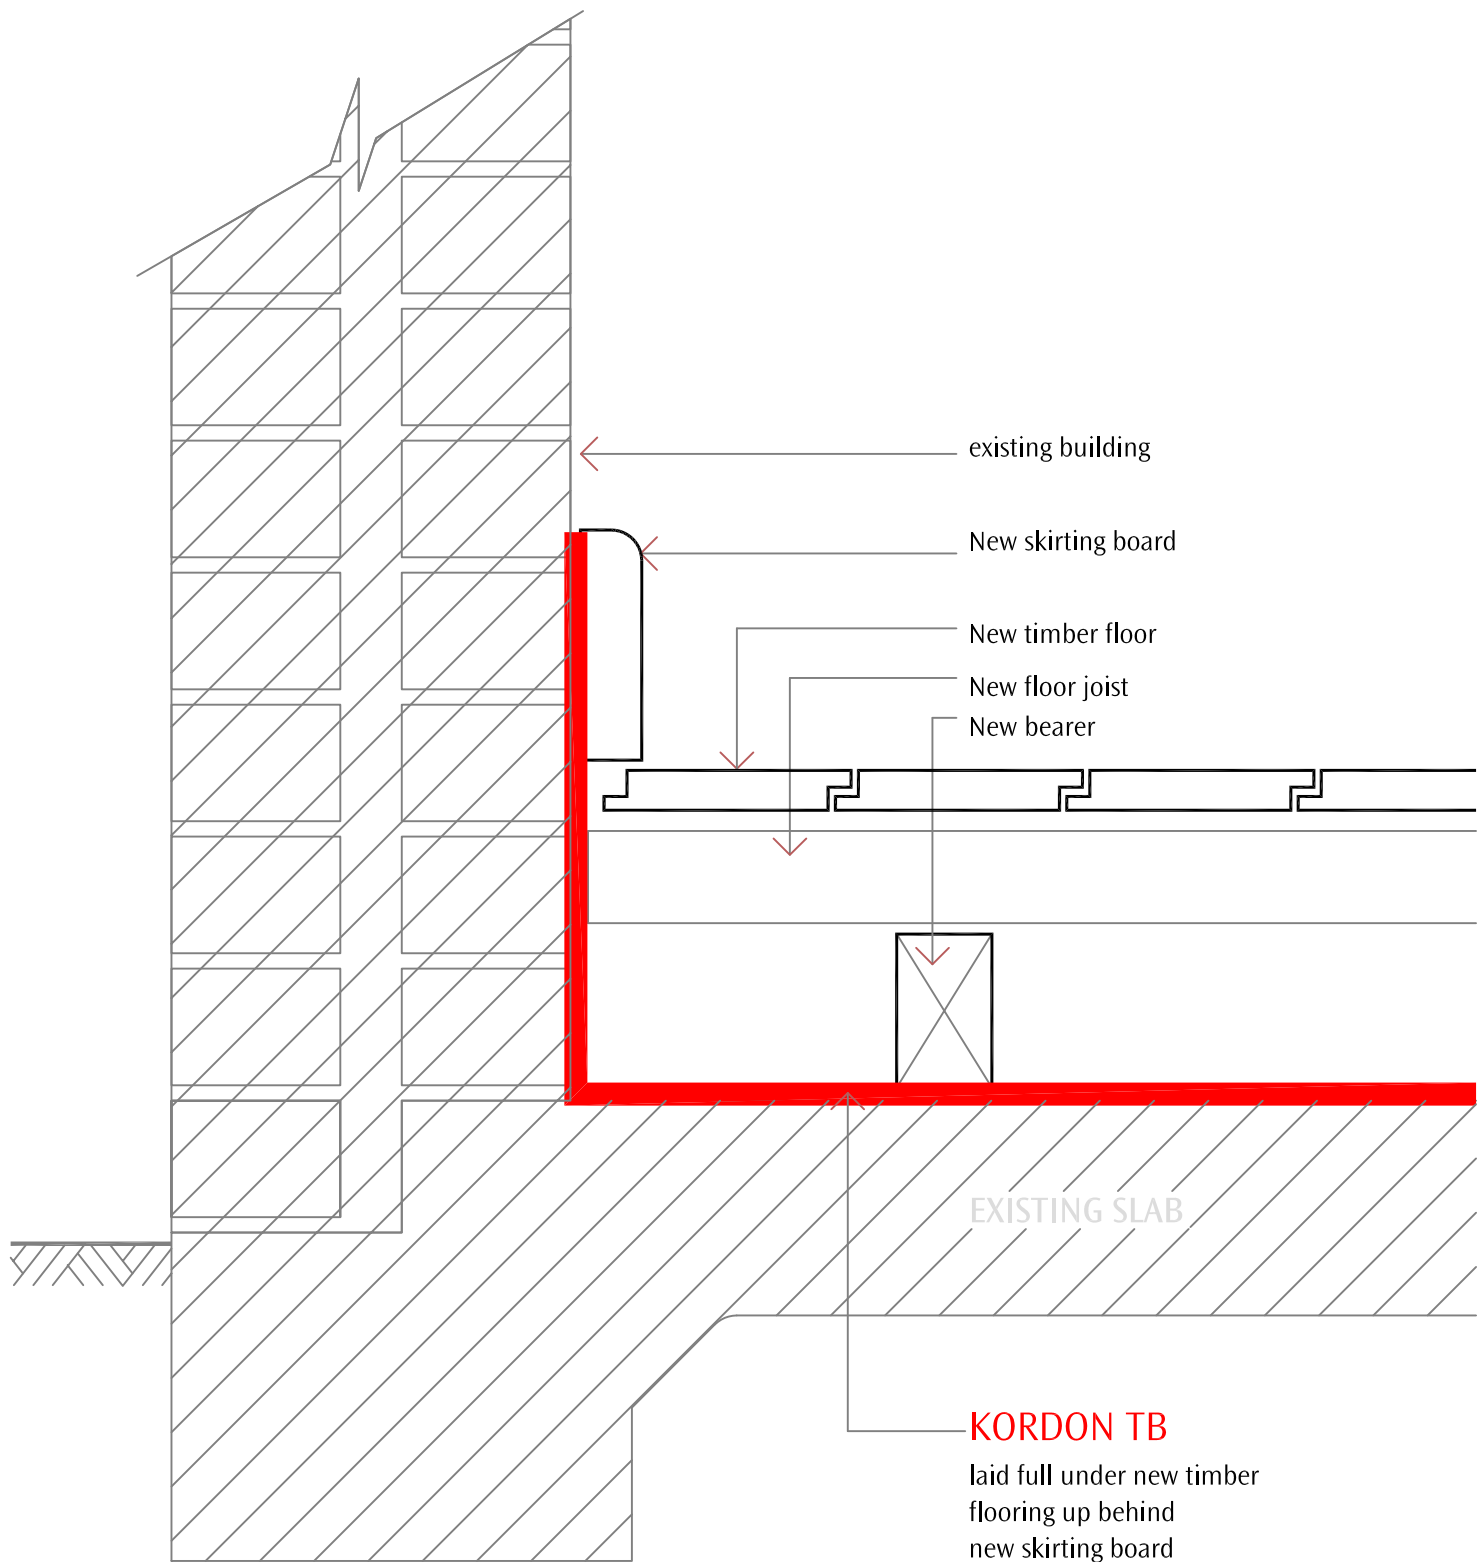 existing building
New skirting board
New timber floor
New floor joist
New bearer
EXISTING SLAB
KORDON TB
laid full under new timber
flooring up behind
new skirting board